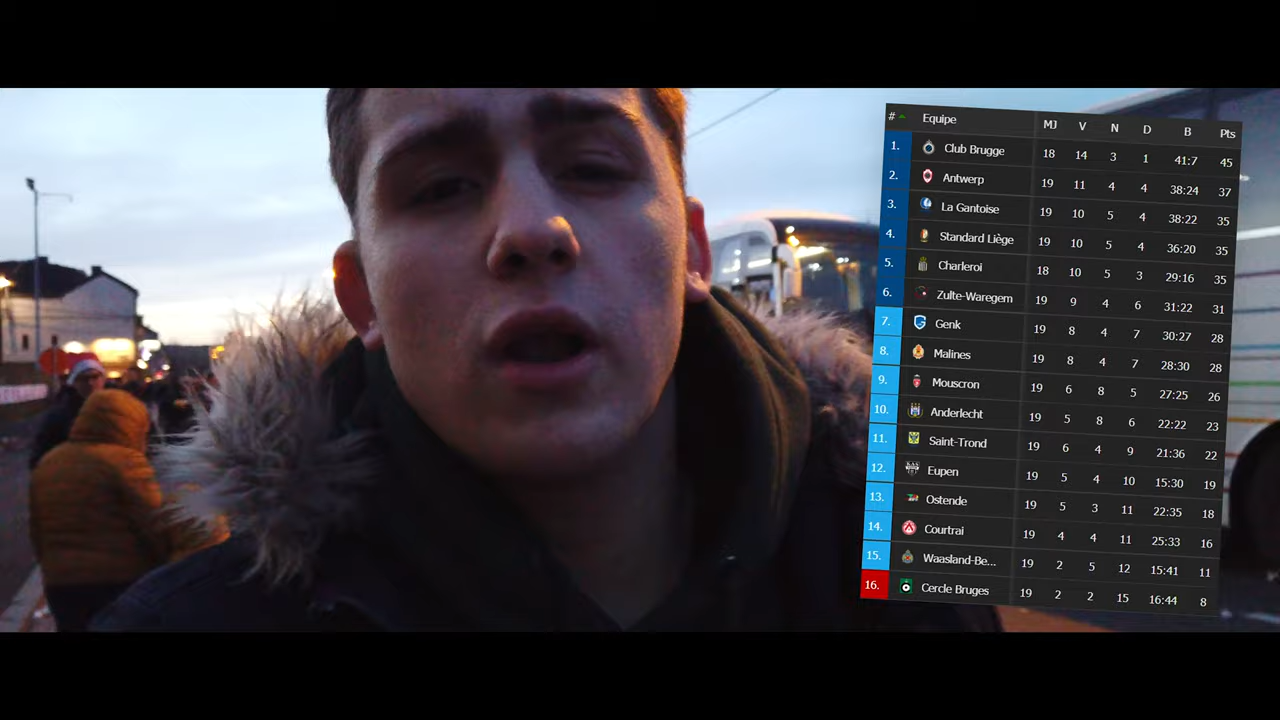 # Equipe MJ V N D B Pts
1. Club Brugge 18 14 3 1 41:7 45
2. Antwerp 19 11 4 4 38:24 37
3. La Gantoise 19 10 5 4 38:22 35
4. Standard Liège 19 10 5 4 36:20 35
5. Charleroi 18 10 5 3 29:16 35
6. Zulte-Waregem 19 9 4 6 31:22 31
7. Genk 19 8 4 7 30:27 28
8. Malines 19 8 4 7 28:30 28
9. Mouscron 19 6 8 5 27:25 26
10. Anderlecht 19 5 8 6 22:22 23
11. Saint-Trond 19 6 4 9 21:36 22
12. Eupen 19 5 4 10 15:30 19
13. Ostende 19 5 3 11 22:35 18
14. Courtrai 19 4 4 11 25:33 16
15. Waasland-Be... 19 2 5 12 15:41 11
16. Cercle Bruges 19 2 2 15 16:44 8